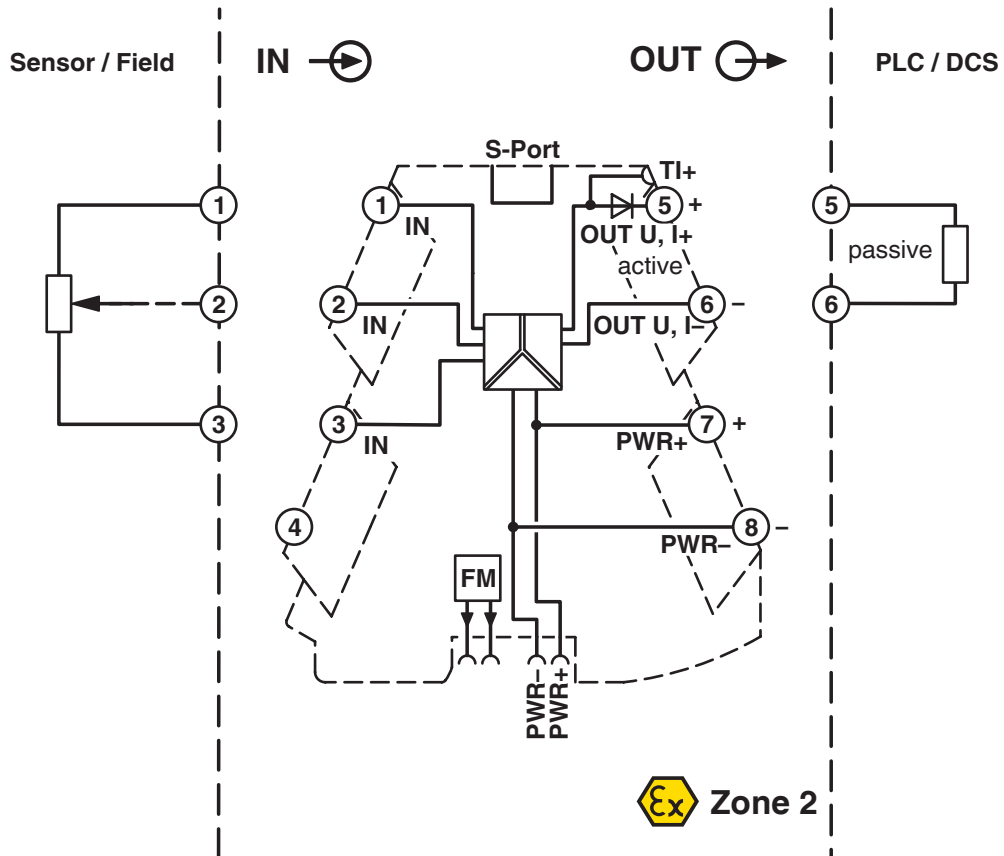 Sensor / Field
IN
OUT
PLC / DCS
S-Port
TI+
1
1
IN
5
+
5
OUT U, I+
active
passive
2
2
IN
6
–
OUT U, I–
6
3
3
IN
7
+
PWR+
4
8
–
PWR–
FM
PWR–
PWR+
Ex
Zone 2